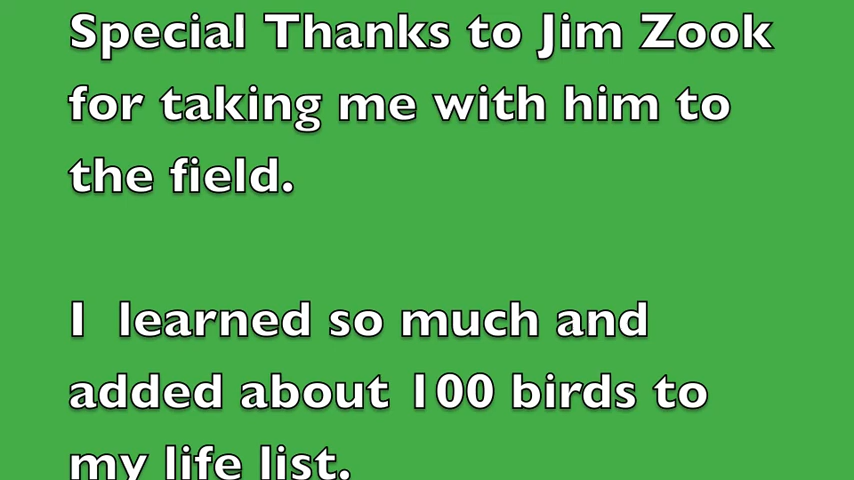 Special Thanks to Jim Zook
for taking me with him to
the field.
I  learned so much and
added about 100 birds to
my life list.